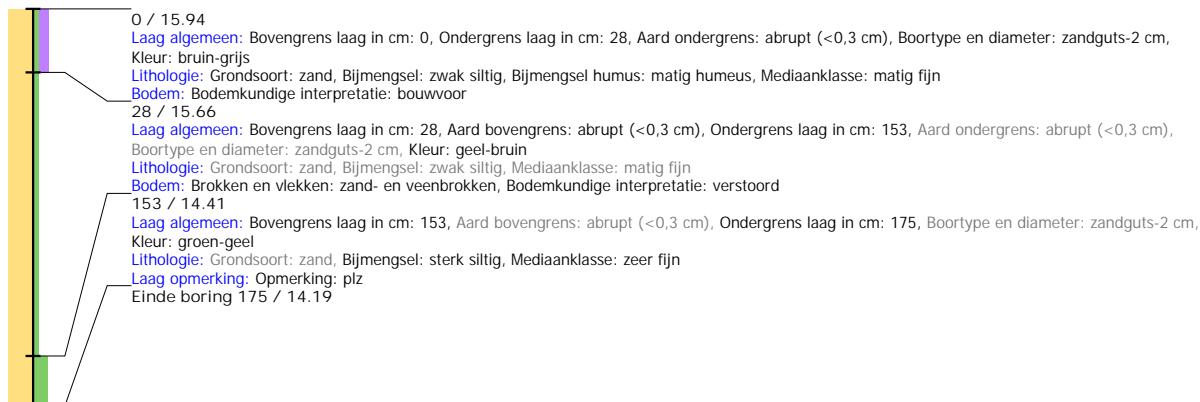 0 / 15.94
Laag algemeen: Bovengrens laag in cm: 0, Ondergrens laag in cm: 28, Aard ondergrens: abrupt (<0,3 cm), Boortype en diameter: zandguts-2 cm,
Kleur: bruin-grijs
Lithologie: Grondsoort: zand, Bijmengsel: zwak siltig, Bijmengsel humus: matig humeus, Mediaanklasse: matig fijn
Bodem: Bodemkundige interpretatie: bouwvoor
28 / 15.66
Laag algemeen: Bovengrens laag in cm: 28, Aard bovengrens: abrupt (<0,3 cm), Ondergrens laag in cm: 153, Aard ondergrens: abrupt (<0,3 cm),
Boortype en diameter: zandguts-2 cm, Kleur: geel-bruin
Lithologie: Grondsoort: zand, Bijmengsel: zwak siltig, Mediaanklasse: matig fijn
Bodem: Brokken en vlekken: zand- en veenbrokken, Bodemkundige interpretatie: verstoord
153 / 14.41
Laag algemeen: Bovengrens laag in cm: 153, Aard bovengrens: abrupt (<0,3 cm), Ondergrens laag in cm: 175, Boortype en diameter: zandguts-2 cm,
Kleur: groen-geel
Lithologie: Grondsoort: zand, Bijmengsel: sterk siltig, Mediaanklasse: zeer fijn
Laag opmerking: Opmerking: plz
Einde boring 175 / 14.19